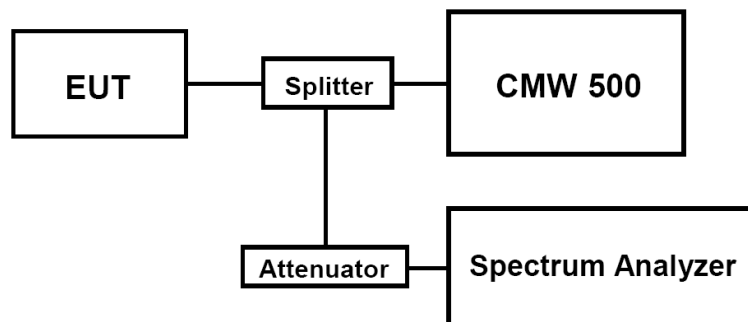 EUT
Splitter
CMW 500
Attenuator
Spectrum Analyzer